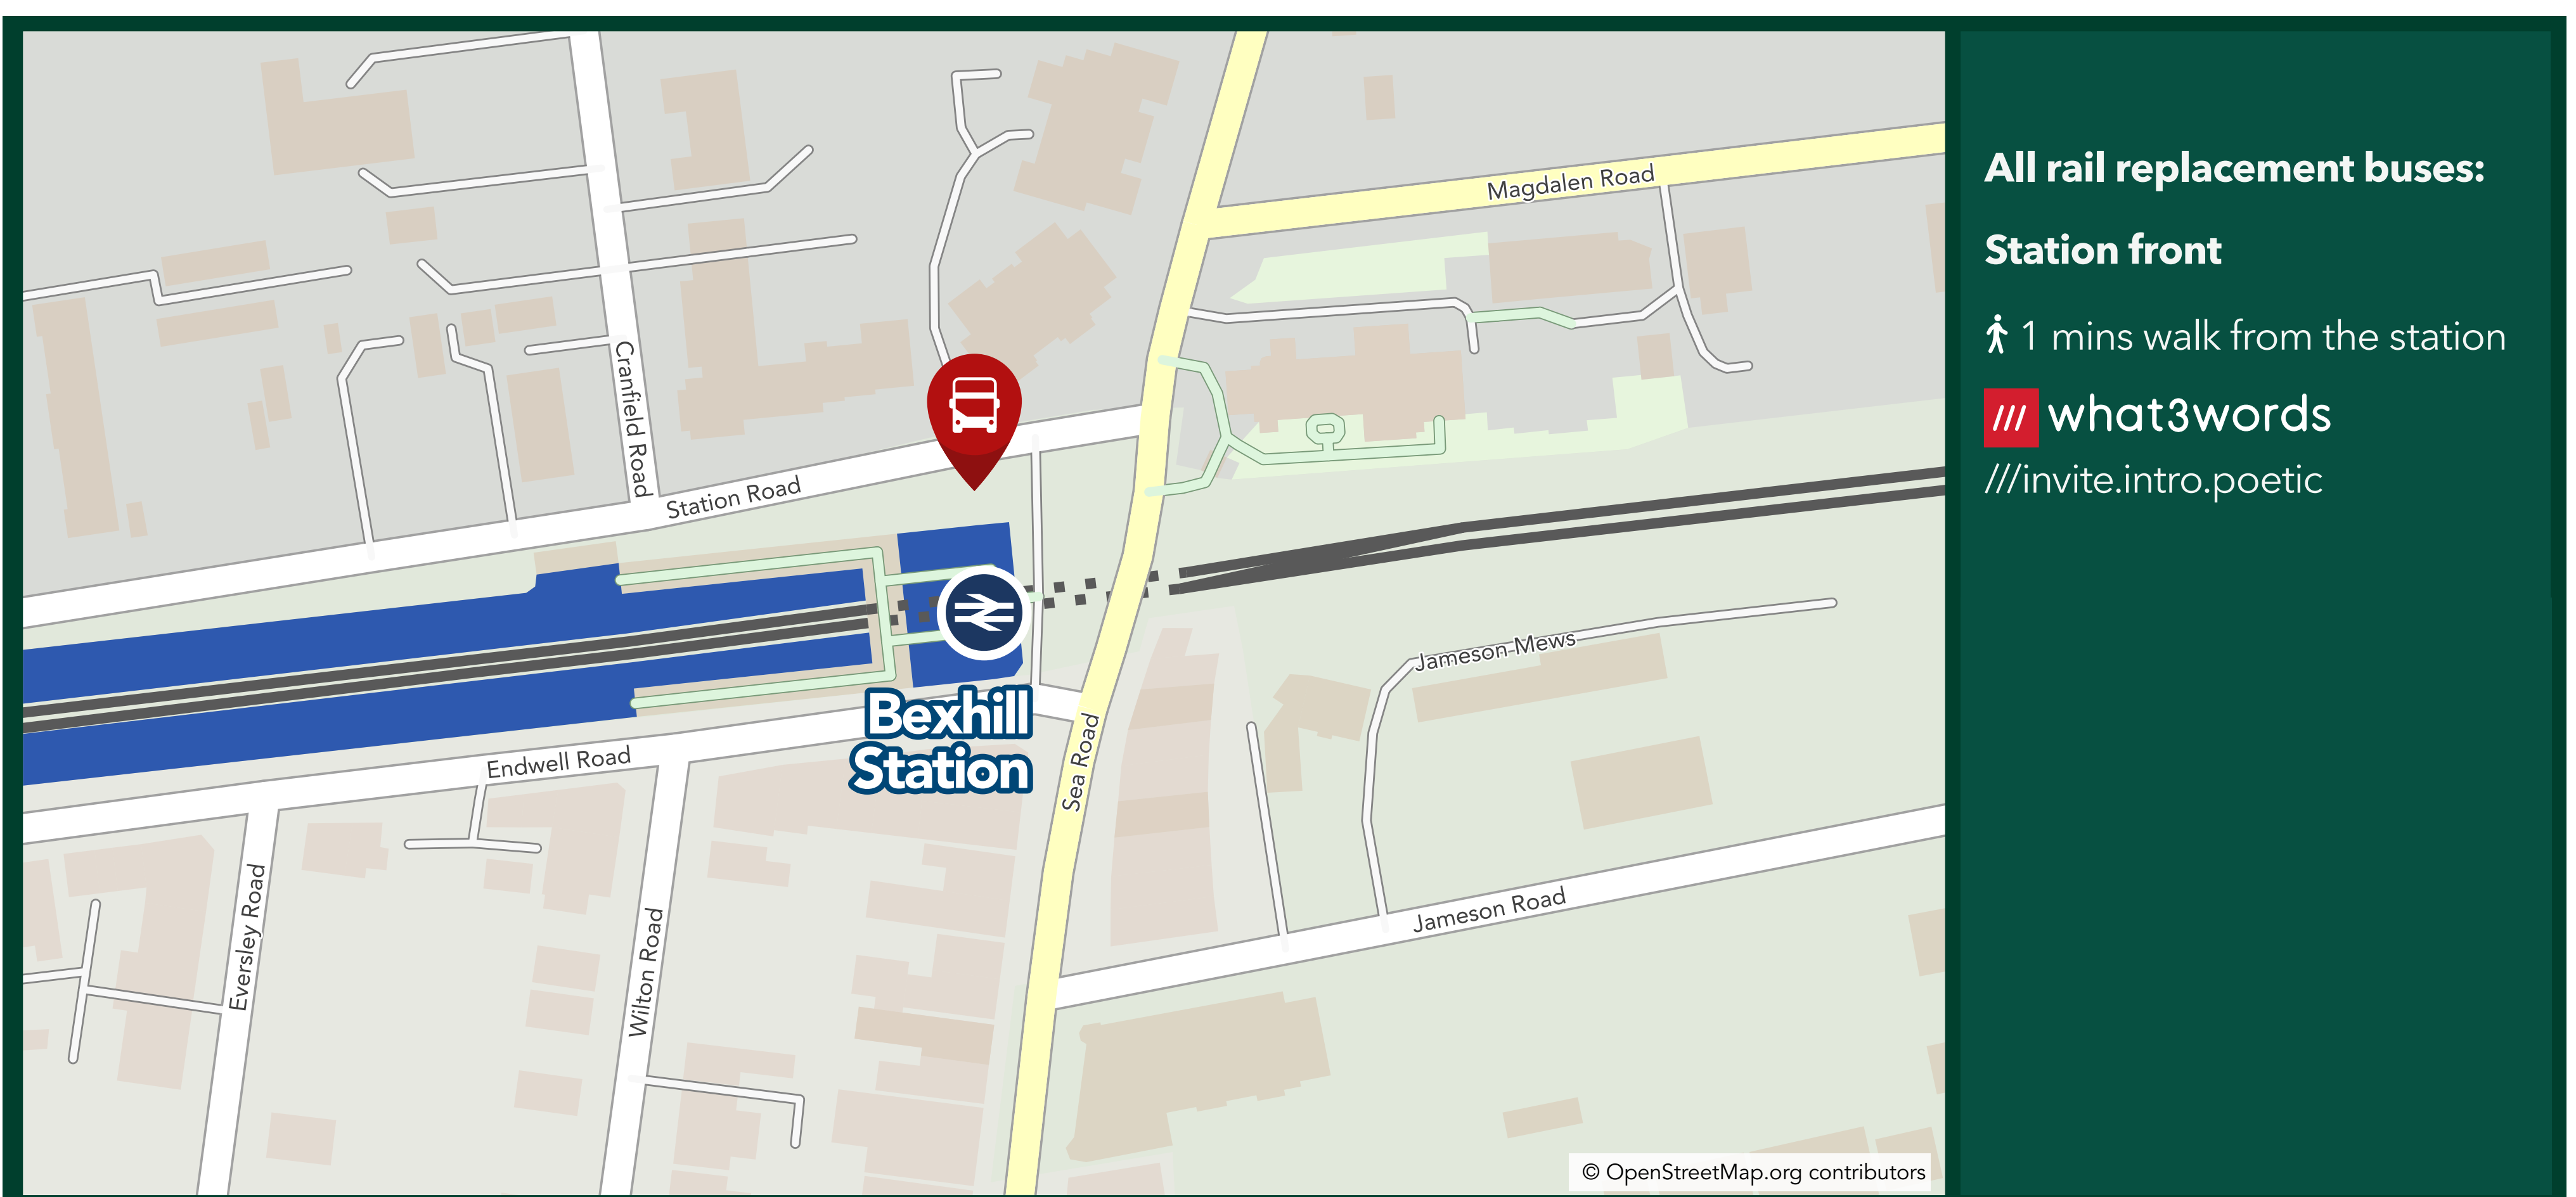 Magdalen Road
Cranfield Road
Station Road
Jameson Mews
Bexhill
Station
Endwell Road
Sea Road
Eversley Road
Wilton Road
Jameson Road
© OpenStreetMap.org contributors
All rail replacement buses:
Station front
1 mins walk from the station
/// what3words
///invite.intro.poetic